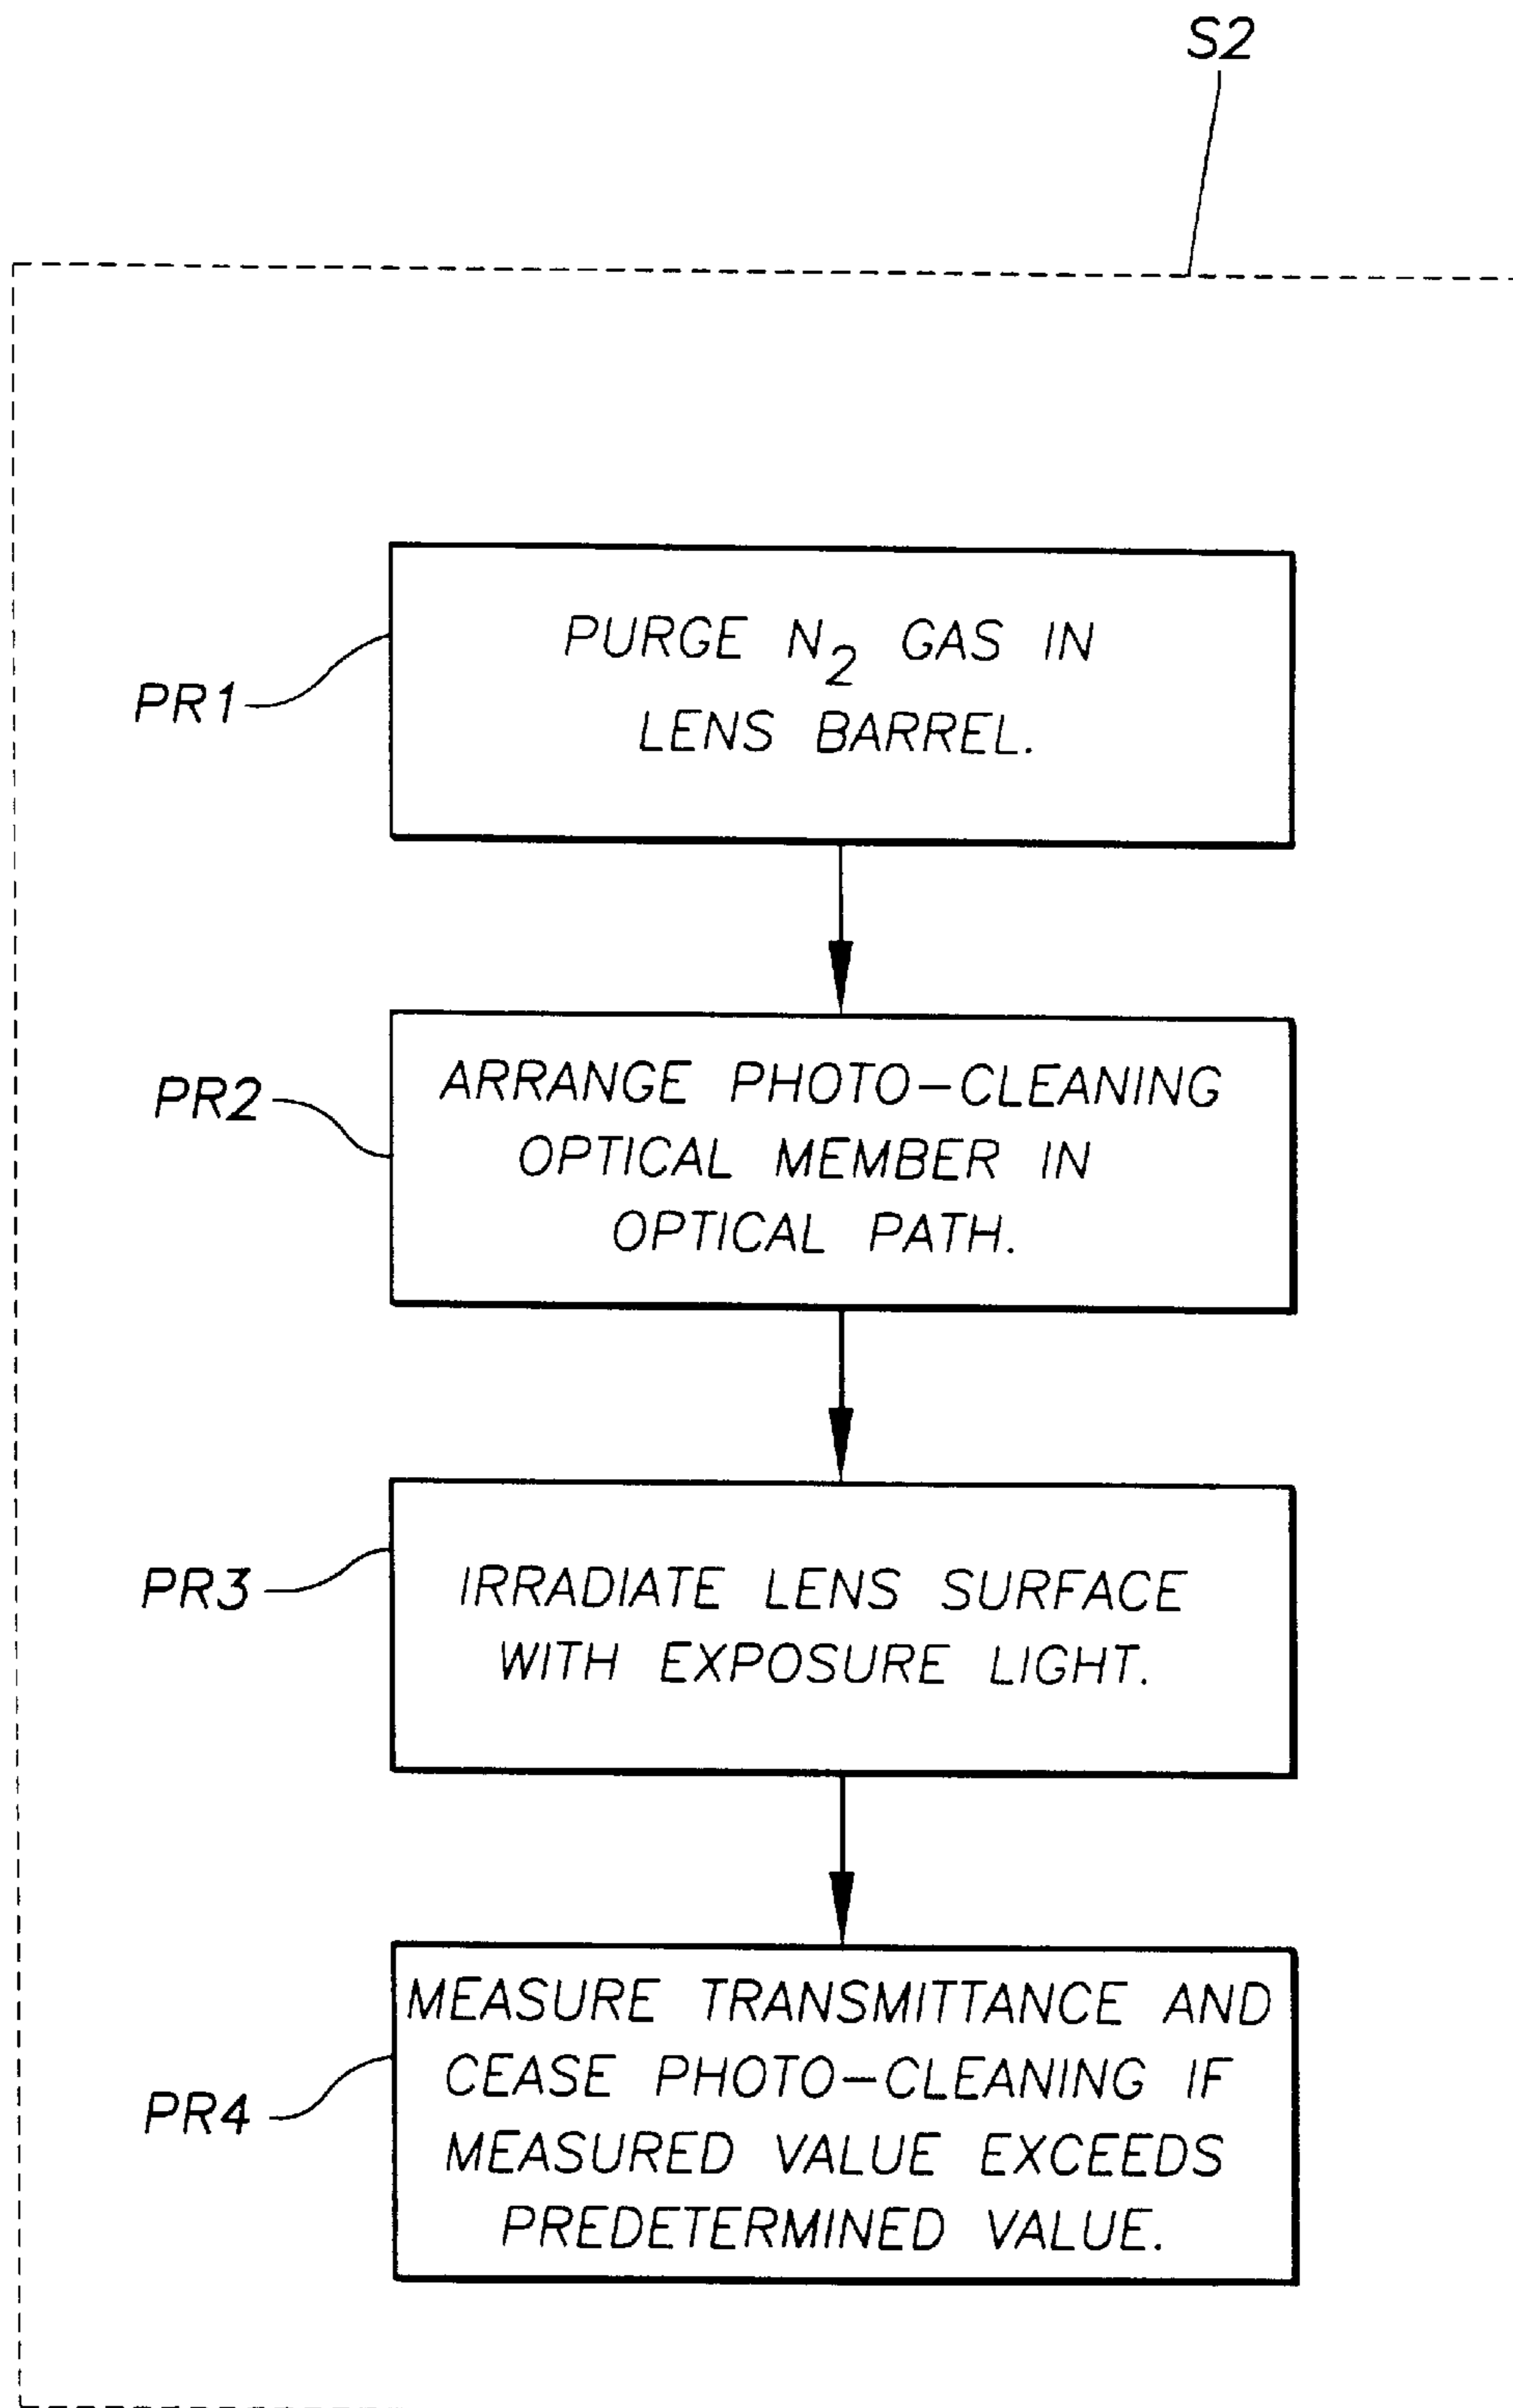 S2
PR1
PURGE N2 GAS IN
LENS BARREL.
PR2
ARRANGE PHOTO-CLEANING
OPTICAL MEMBER IN
OPTICAL PATH.
PR3
IRRADIATE LENS SURFACE
WITH EXPOSURE LIGHT.
PR4
MEASURE TRANSMITTANCE AND
CEASE PHOTO-CLEANING IF
MEASURED VALUE EXCEEDS
PREDETERMINED VALUE.